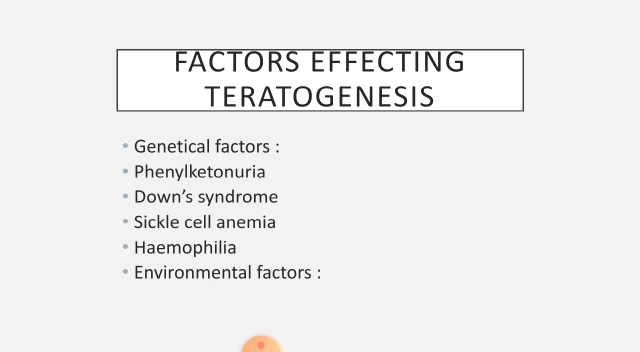 FACTORS EFFECTING
TERATOGENESIS
• Genetical factors :
• Phenylketonuria
• Down’s syndrome
• Sickle cell anemia
• Haemophilia
• Environmental factors :